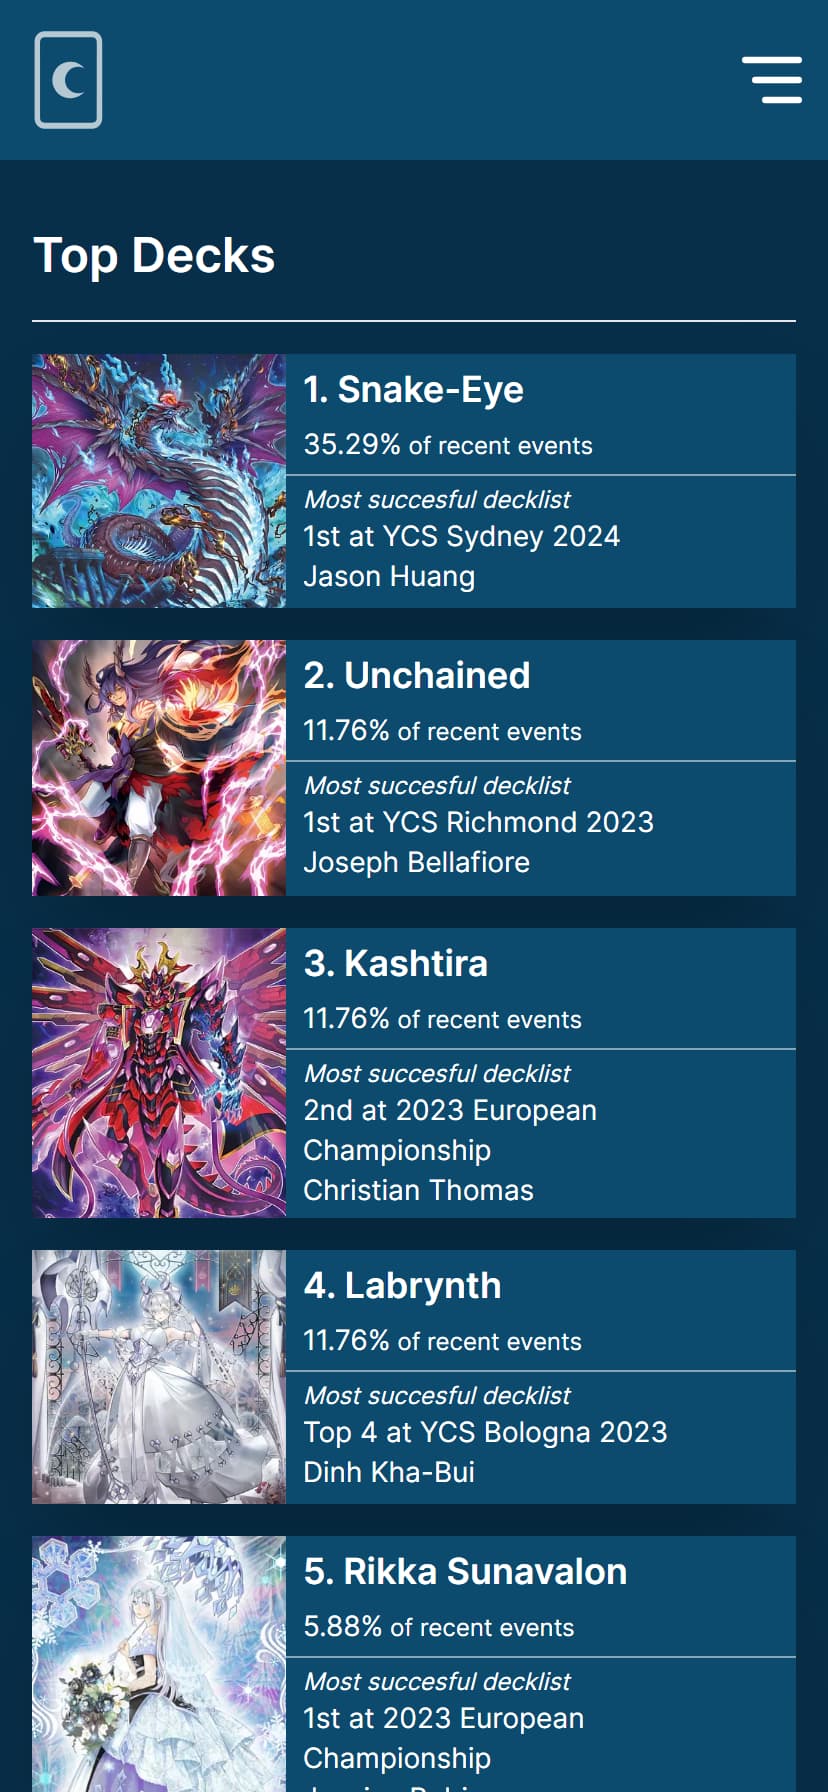 Top Decks
1. Snake-Eye
35.29% of recent events
Most succesful decklist
1st at YCS Sydney 2024
Jason Huang
2. Unchained
11.76% of recent events
Most succesful decklist
1st at YCS Richmond 2023
Joseph Bellafiore
3. Kashtira
11.76% of recent events
Most succesful decklist
2nd at 2023 European
Championship
Christian Thomas
4. Labrynth
11.76% of recent events
Most succesful decklist
Top 4 at YCS Bologna 2023
Dinh Kha-Bui
5. Rikka Sunavalon
5.88% of recent events
Most succesful decklist
1st at 2023 European
Championship